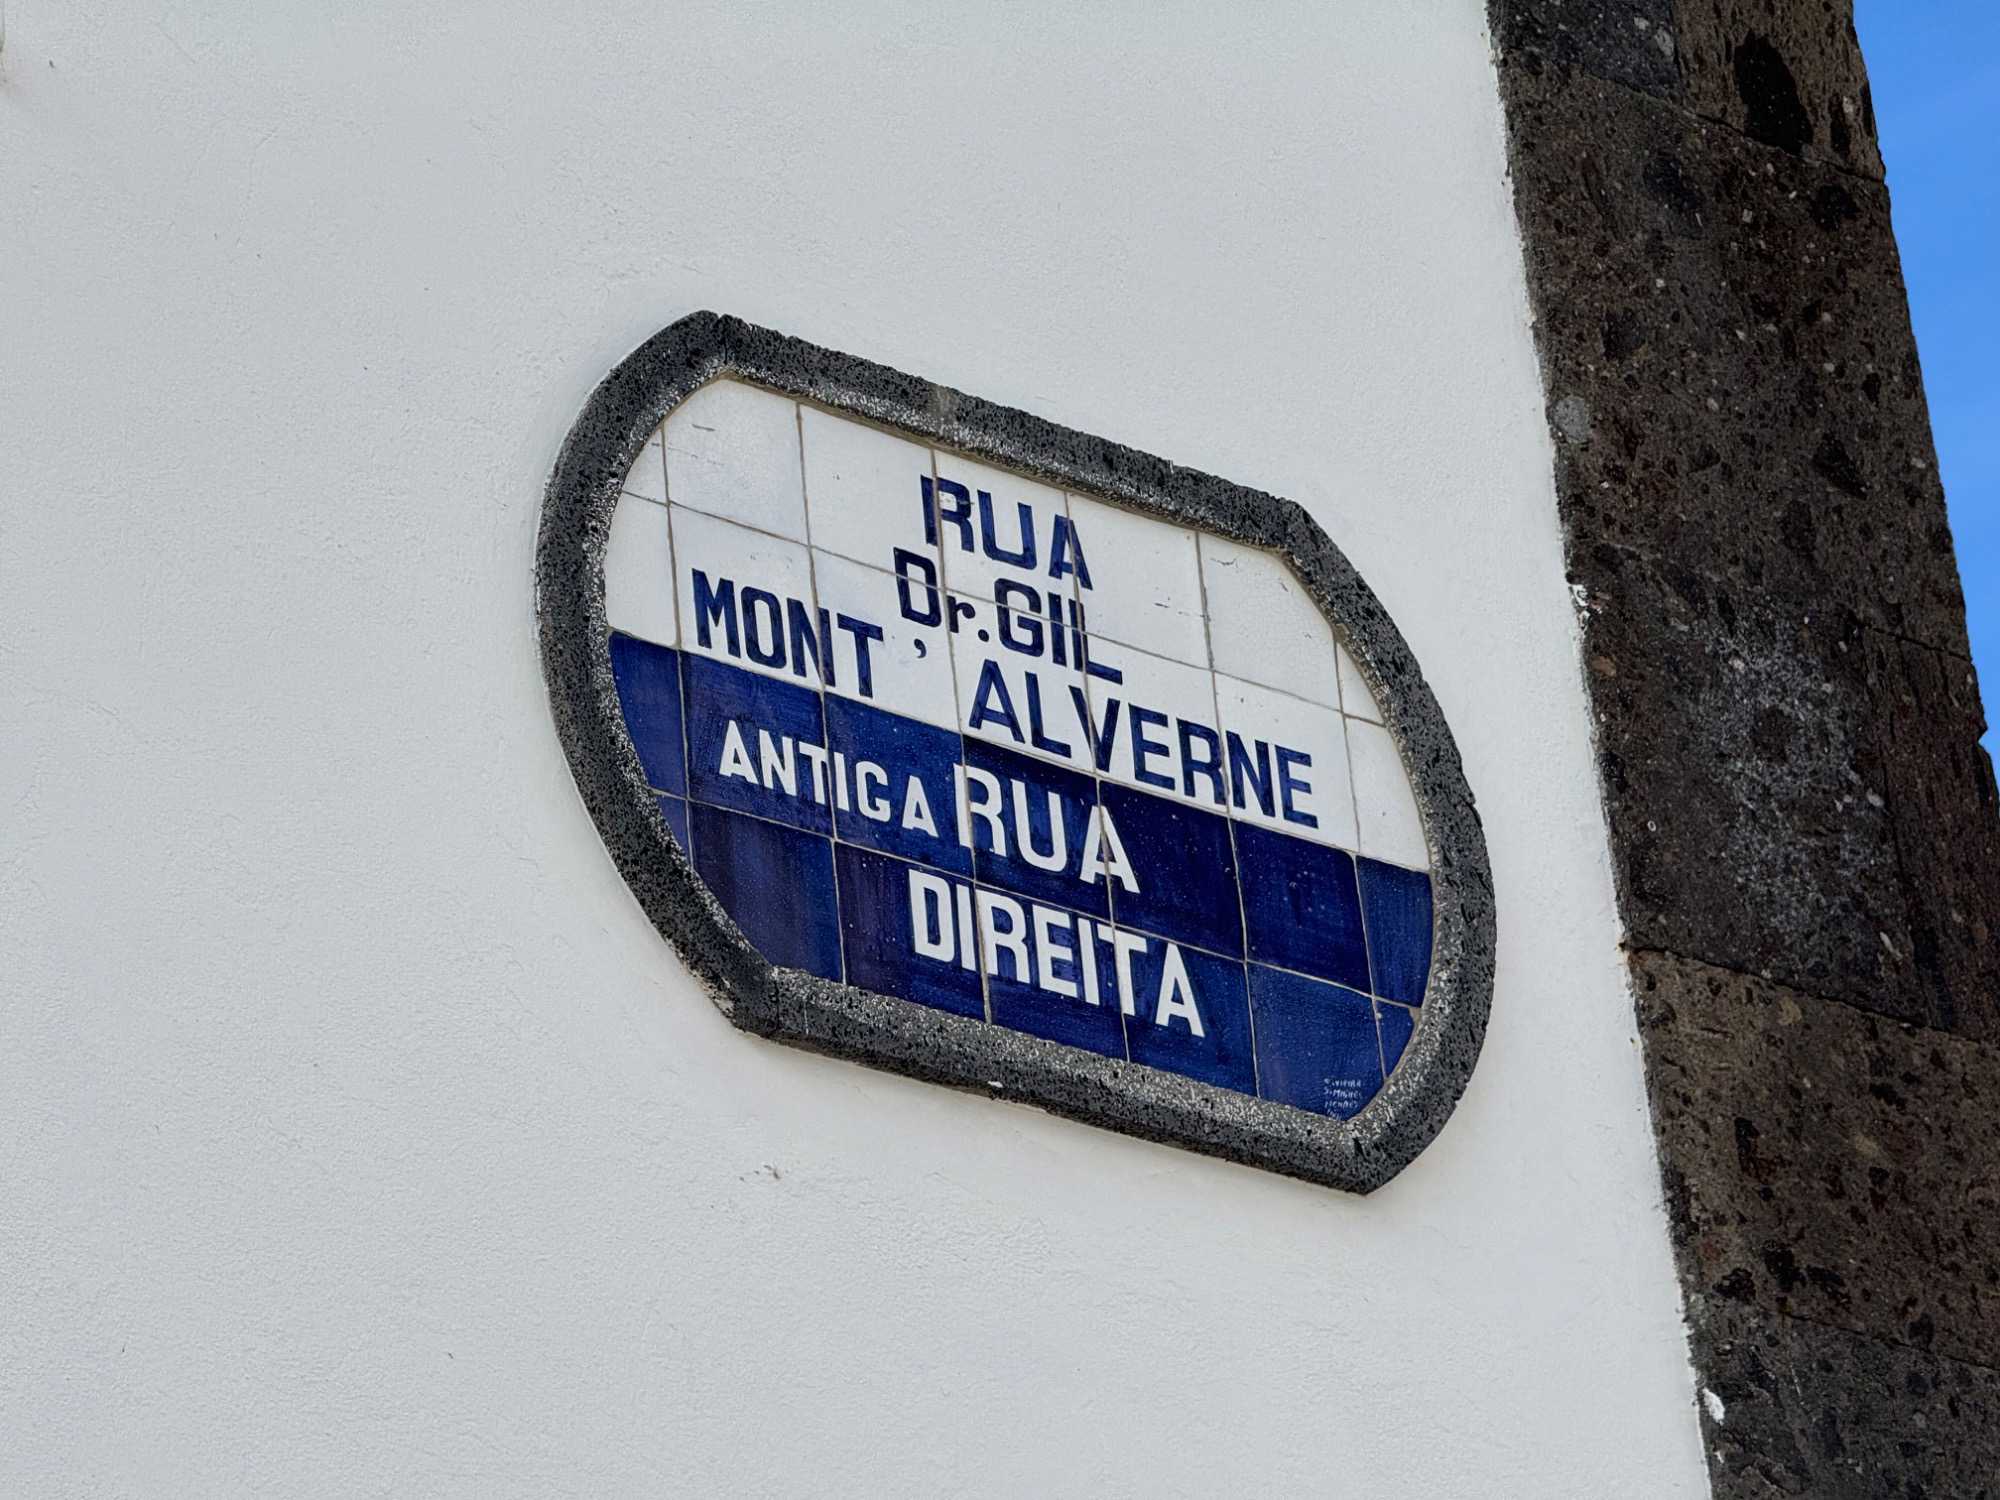 RUA
Dr. GIL
MONT' ALVERNE
ANTIGA RUA
DIREITA